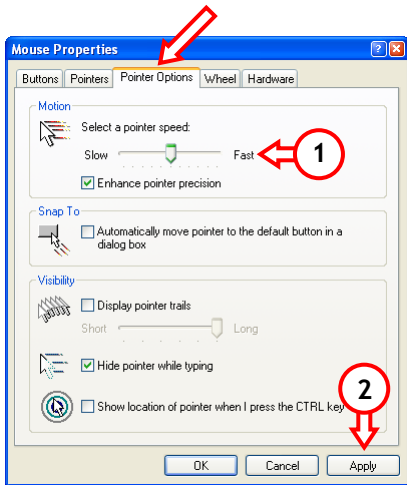 Mouse Properties
Buttons Pointers Pointer Options Wheel Hardware
Motion
Select a pointer speed:
Slow Fast
1
Enhance pointer precision
Snap To
Automatically move pointer to the default button in a
dialog box
Visibility
Display pointer trails
Short Long
Hide pointer while typing
2
Show location of pointer when I press the CTRL key
OK Cancel Apply